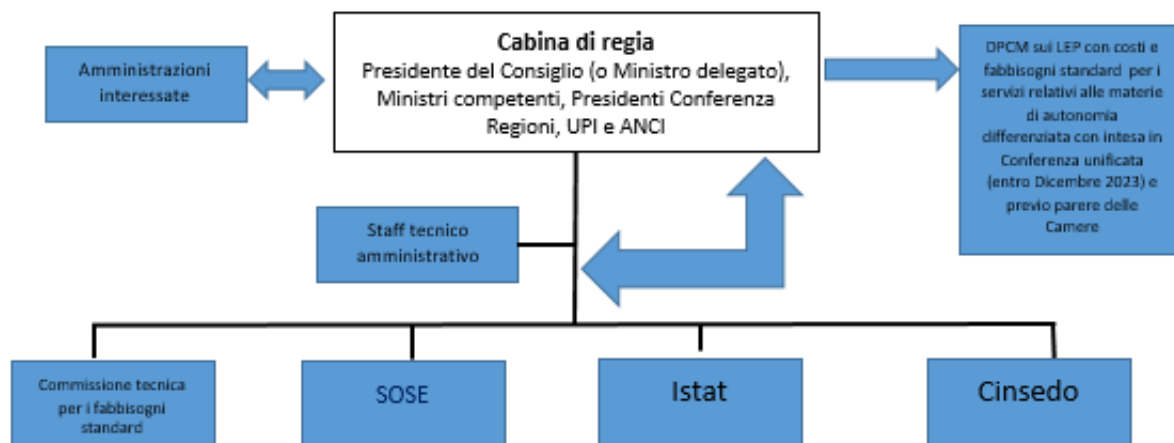 Cabina di regia
Presidente del Consiglio (o Ministro delegato),
Ministri competenti, Presidenti Conferenza
Regioni, UPI e ANCI
Amministrazioni
interessate
DPCM sui LEP con costi e
fabbisogni standard per i
servizi relativi alle materie
di autonomia
differenziata con intesa in
Conferenza unificata
(entro Dicembre 2023) e
previo parere delle
Camere
Staff tecnico
amministrativo
Commissione tecnica
per i fabbisogni
standard
SOSE
Istat
Cinsedo